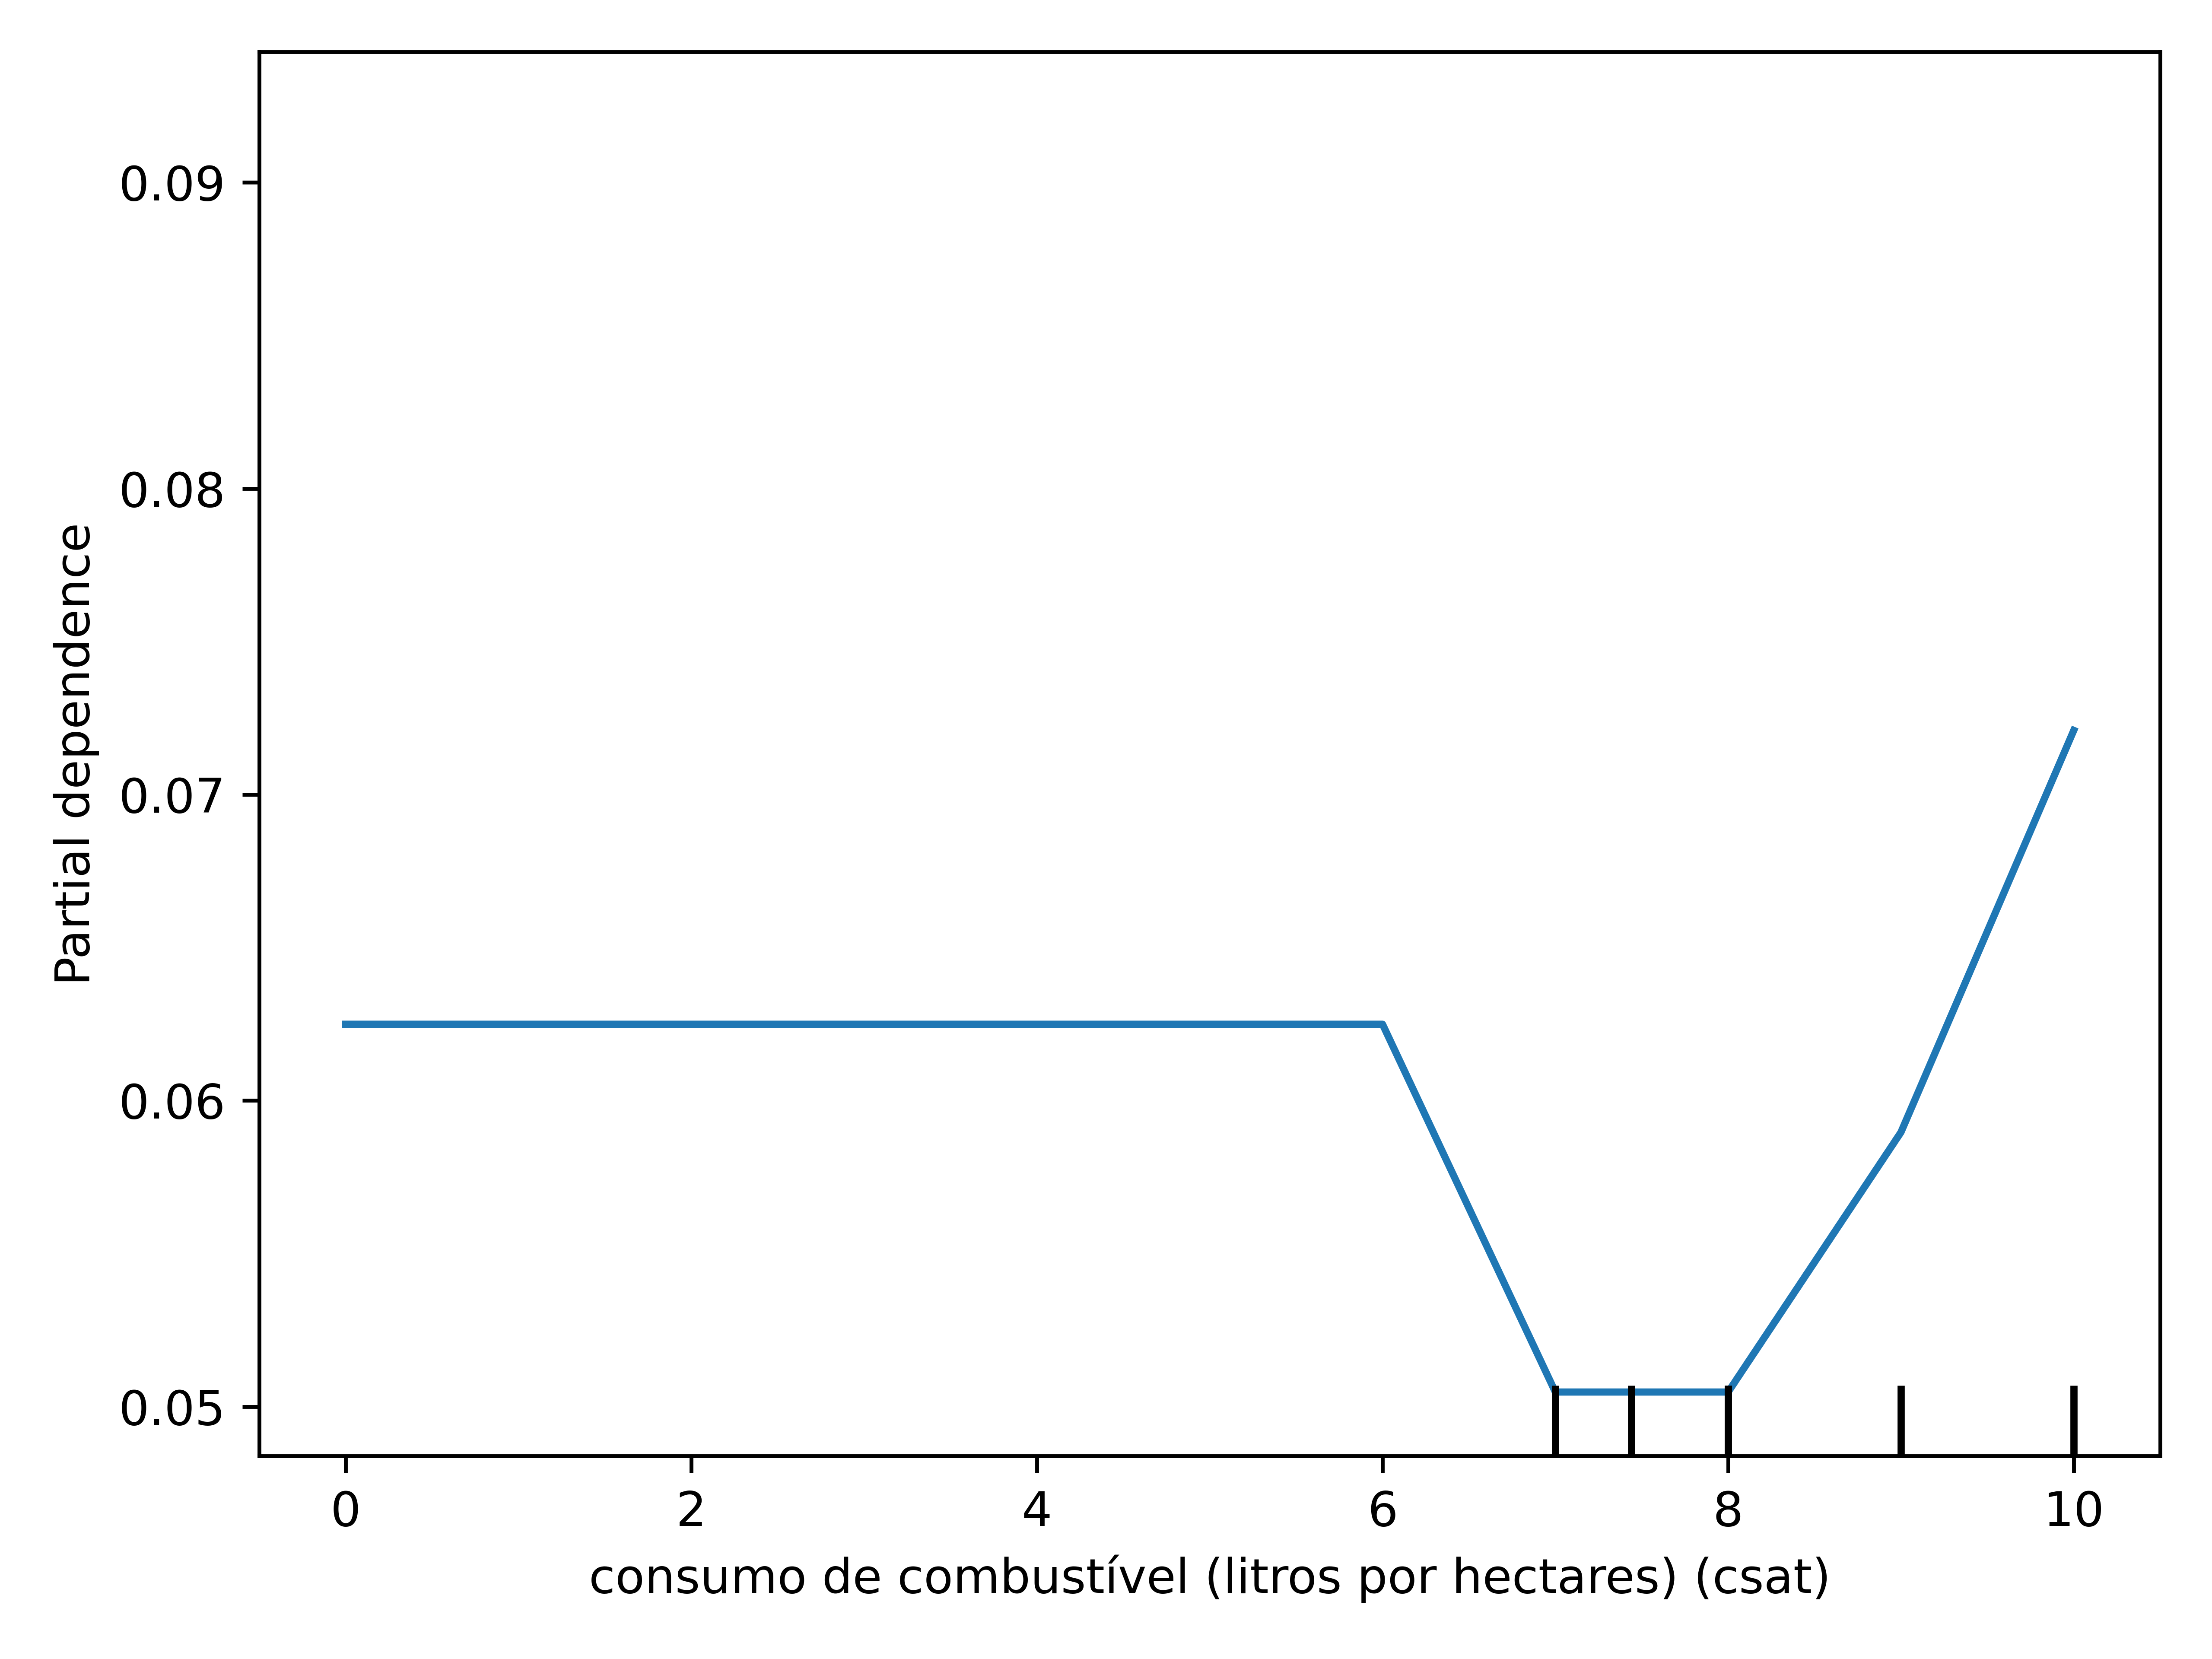 0.09
0.08
0.07
0.06
0.05
Partial dependence
0 2 4 6 8 10
consumo de combustível (litros por hectares) (csat)